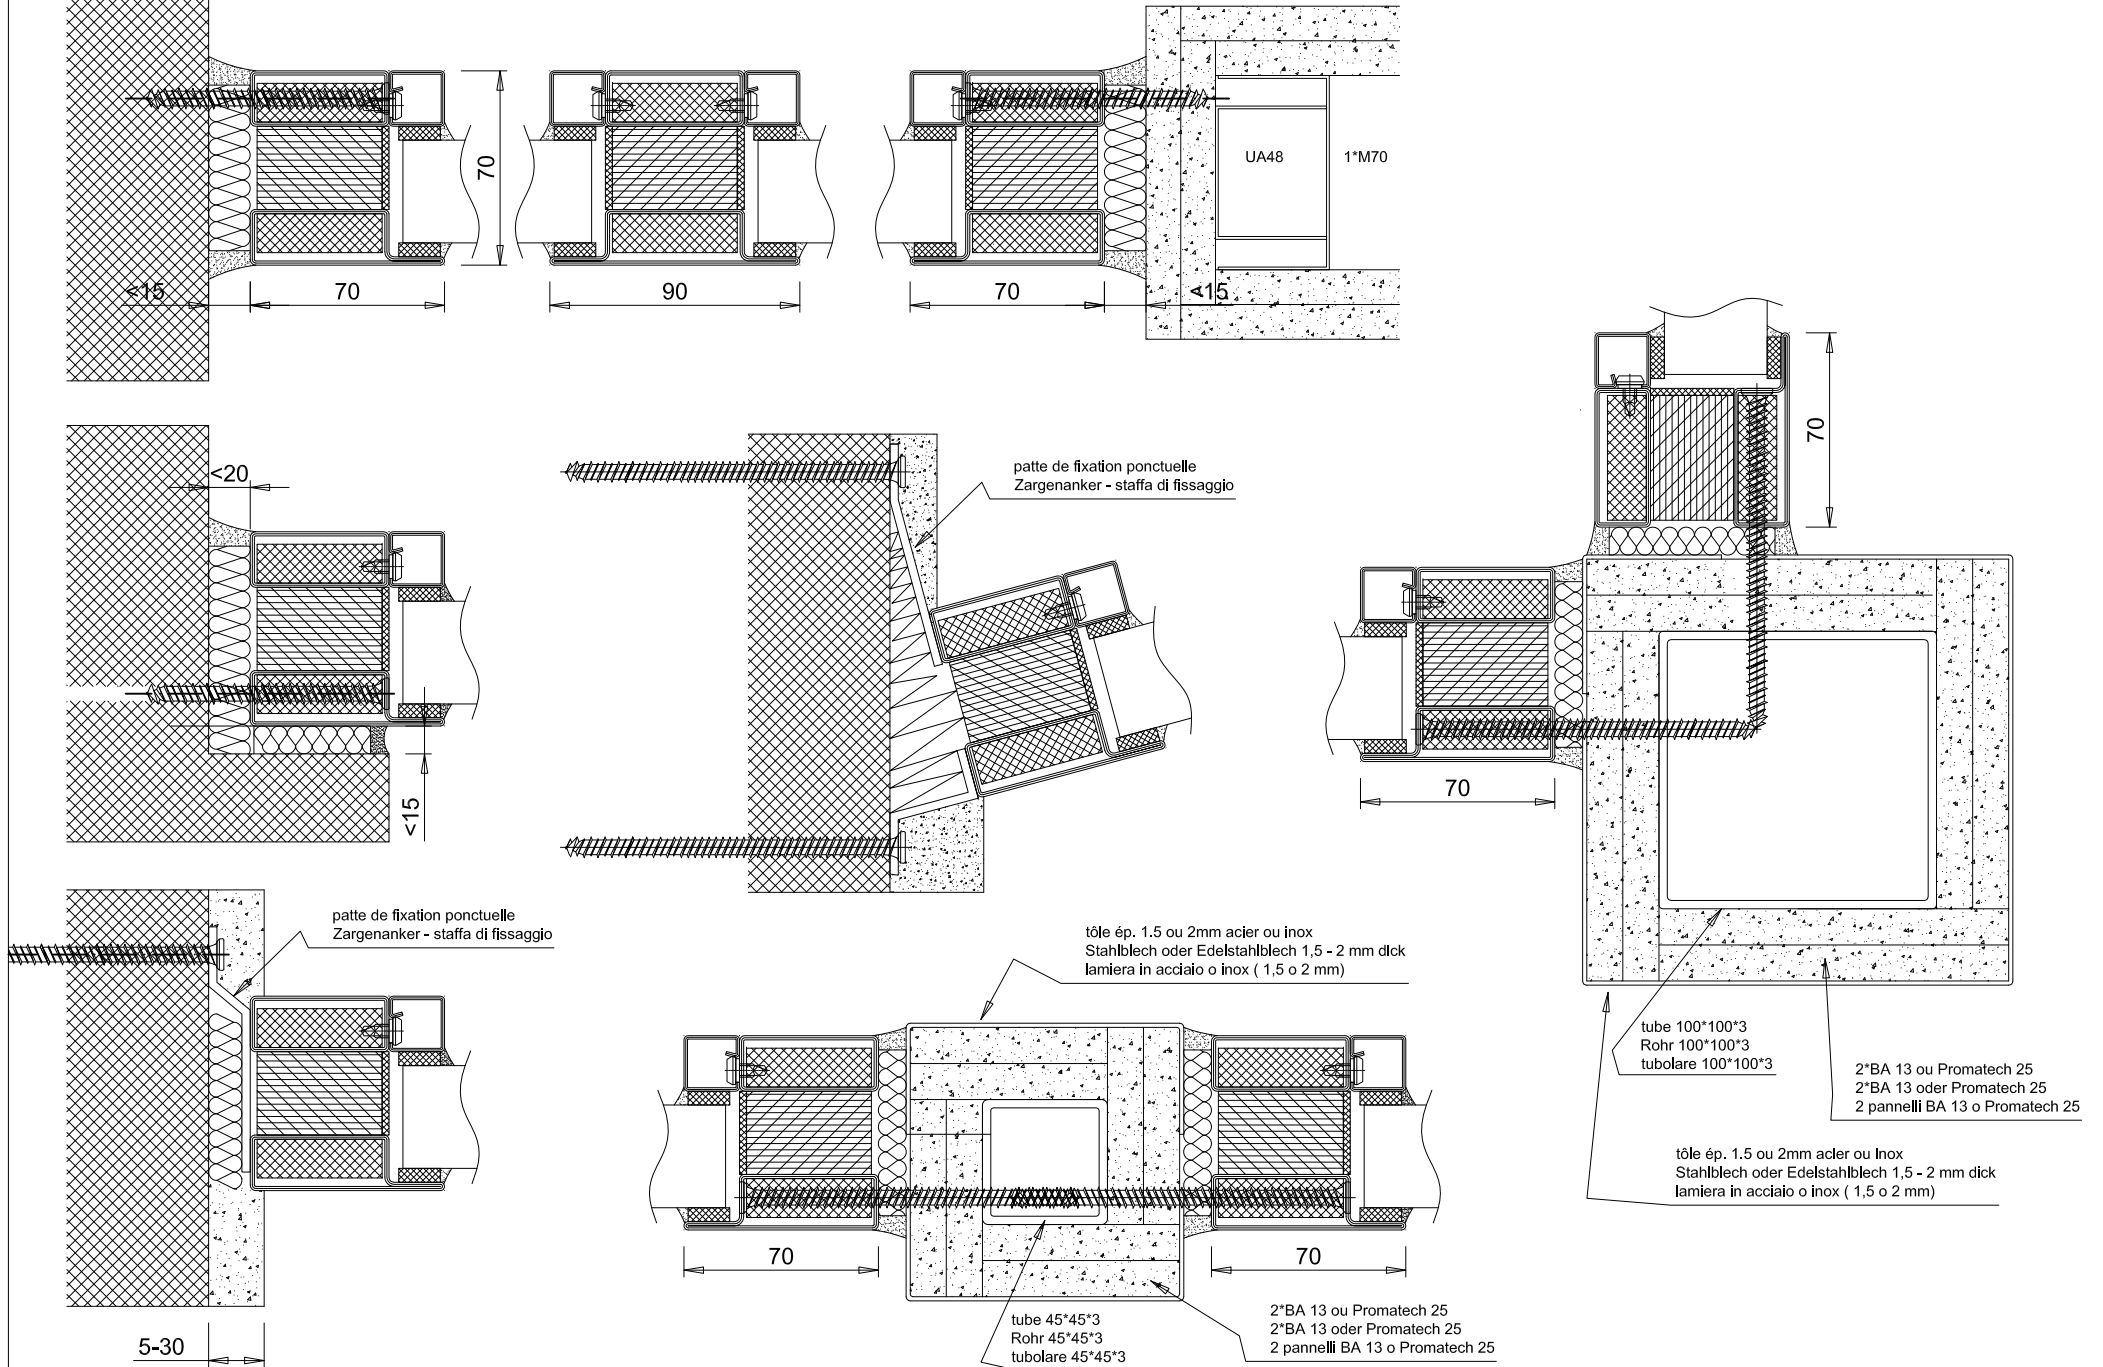 70
UA48
1*M70
<15
70
90
70
<15
<20
patte de fixation ponctuelle
Zargenanker - staffa di fissaggio
70
<15
70
patte de fixation ponctuelle
Zargenanker - staffa di fissaggio
tôle ép. 1.5 ou 2mm acier ou inox
Stahlblech oder Edelstahlblech 1,5 - 2 mm dick
lamiera in acciaio o inox ( 1,5 o 2 mm)
tube 100*100*3
Rohr 100*100*3
tubolare 100*100*3
2*BA 13 ou Promatech 25
2*BA 13 oder Promatech 25
2 pannelli BA 13 o Promatech 25
tôle ép. 1.5 ou 2mm acier ou inox
Stahlblech oder Edelstahlblech 1,5 - 2 mm dick
lamiera in acciaio o inox ( 1,5 o 2 mm)
70
70
5-30
tube 45*45*3
Rohr 45*45*3
tubolare 45*45*3
2*BA 13 ou Promatech 25
2*BA 13 oder Promatech 25
2 pannelli BA 13 o Promatech 25